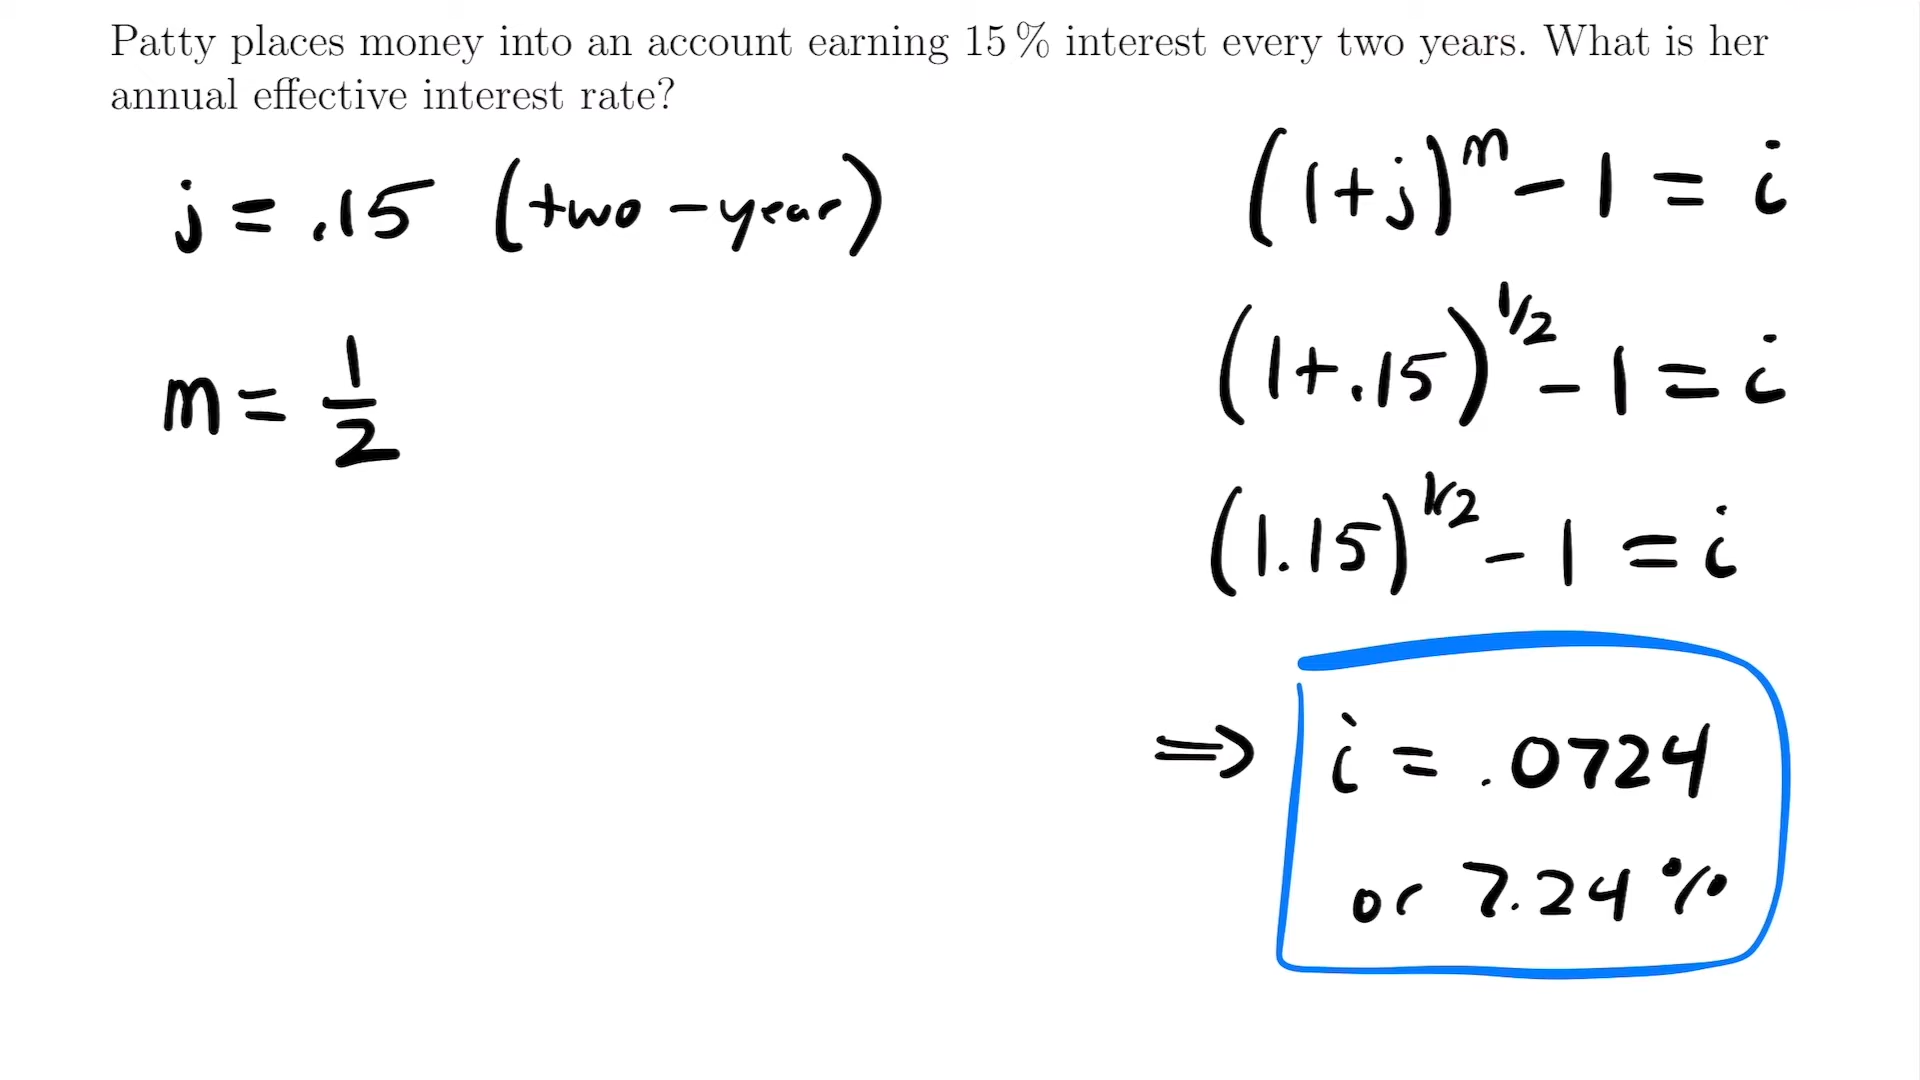 Patty places money into an account earning 15 % interest every two years. What is her
annual effective interest rate?
j = .15 (two-year)
m = 1/2
(1+j)^m - 1 = i
(1+.15)^1/2 - 1 = i
(1.15)^1/2 - 1 = i
⇒ i = .0724
or 7.24 %